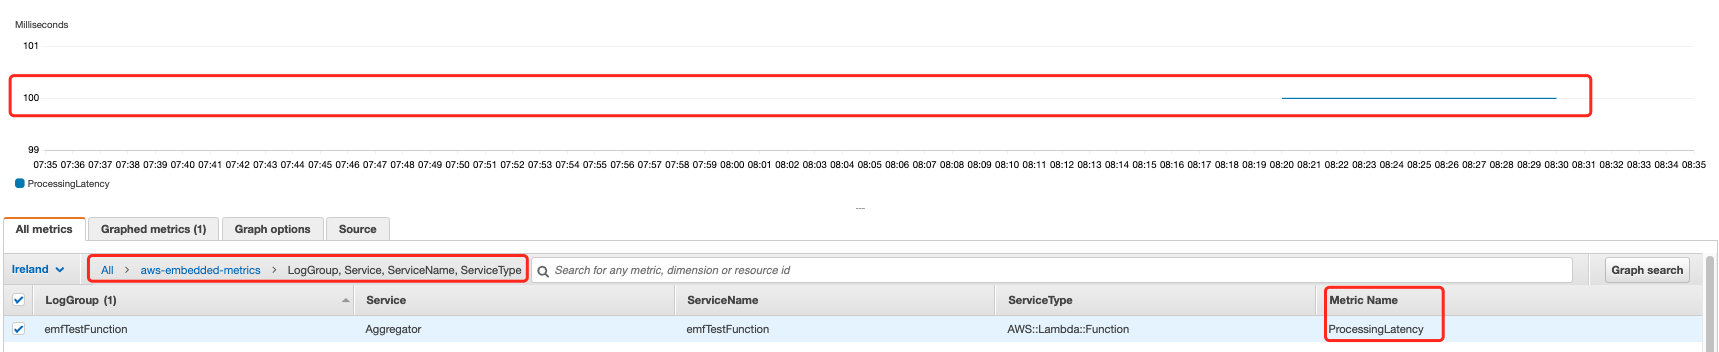 Milliseconds
101
100
99
07:35 07:36 07:37 07:38 07:39 07:40 07:41 07:42 07:43 07:44 07:45 07:46 07:47 07:48 07:49 07:50 07:51 07:52 07:53 07:54 07:55 07:56 07:57 07:58 07:59 08:00 08:01 08:02 08:03 08:04 08:05 08:06 08:07 08:08 08:09 08:10 08:11 08:12 08:13 08:14 08:15 08:16 08:17 08:18 08:19 08:20 08:21 08:22 08:23 08:24 08:25 08:26 08:27 08:28 08:29 08:30 08:31 08:32 08:33 08:34 08:35
ProcessingLatency
All metrics Graphed metrics (1) Graph options Source
Ireland All > aws-embedded-metrics > LogGroup, Service, ServiceName, ServiceType Search for any metric, dimension or resource id Graph search
LogGroup (1) Service ServiceName ServiceType Metric Name
emfTestFunction Aggregator emfTestFunction AWS::Lambda::Function ProcessingLatency